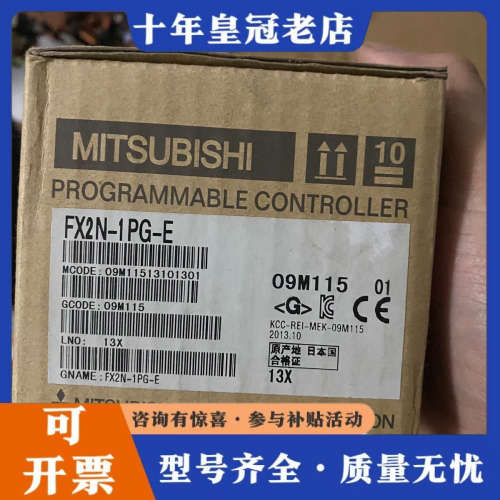 十年皇冠老店
MITSUBISHI
10
PROGRAMMABLE CONTROLLER
FX2N-1PG-E
MCODE: 09M11513101301
09M115 01
GCODE: 09M115
<G> CE
KCC-REI-MEK-09M115
2013.10
LNO: 13X
原产地 日本国
合格证
13X
GNAME: FX2N-1PG-E
咨询有惊喜·参与补贴活动
可开票
型号齐全·质量无忧